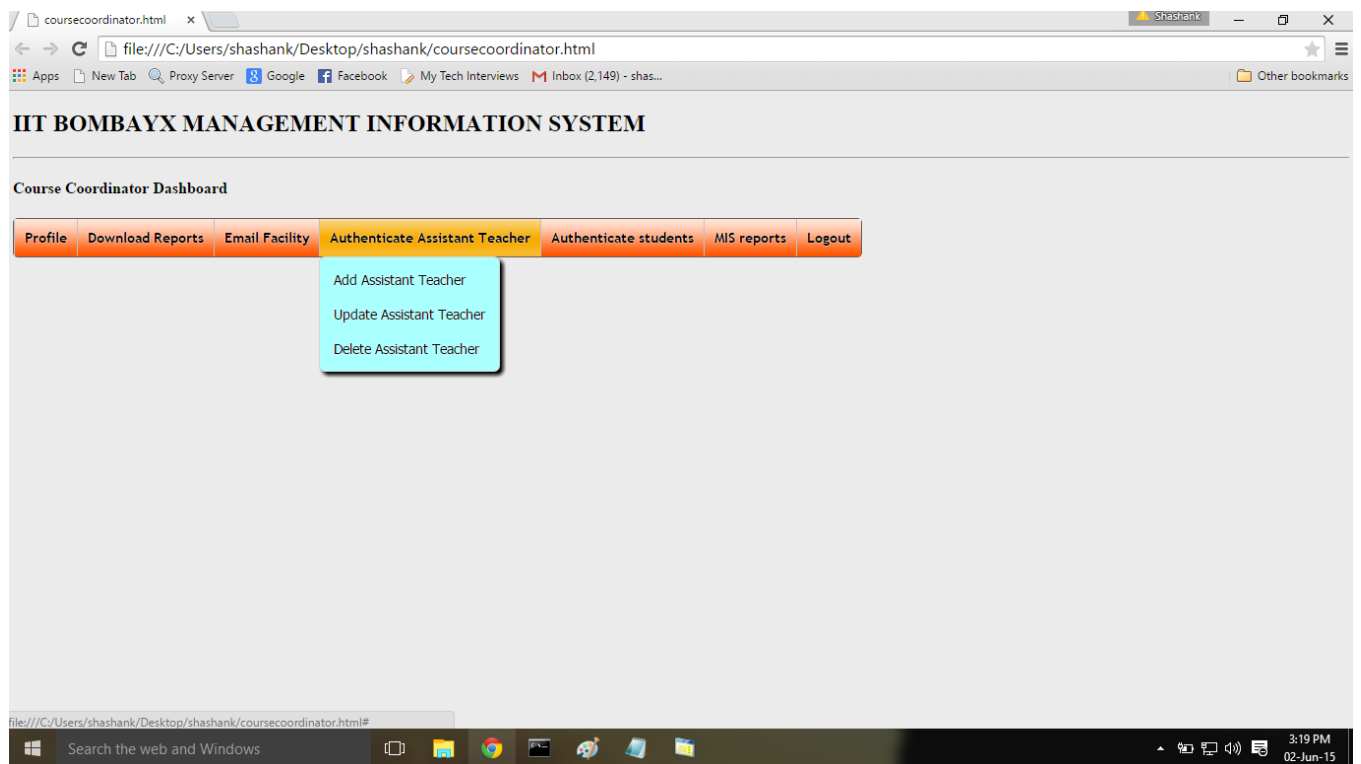 coursecoordinator.html
Shashank
file:///C:/Users/shashank/Desktop/shashank/coursecoordinator.html
Apps New Tab Proxy Server Google Facebook My Tech Interviews Inbox (2,149) - shas... Other bookmarks
IIT BOMBAYX MANAGEMENT INFORMATION SYSTEM
Course Coordinator Dashboard
Profile Download Reports Email Facility Authenticate Assistant Teacher Authenticate students MIS reports Logout
Add Assistant Teacher
Update Assistant Teacher
Delete Assistant Teacher
file:///C:/Users/shashank/Desktop/shashank/coursecoordinator.html#
Search the web and Windows
3:19 PM
02-Jun-15